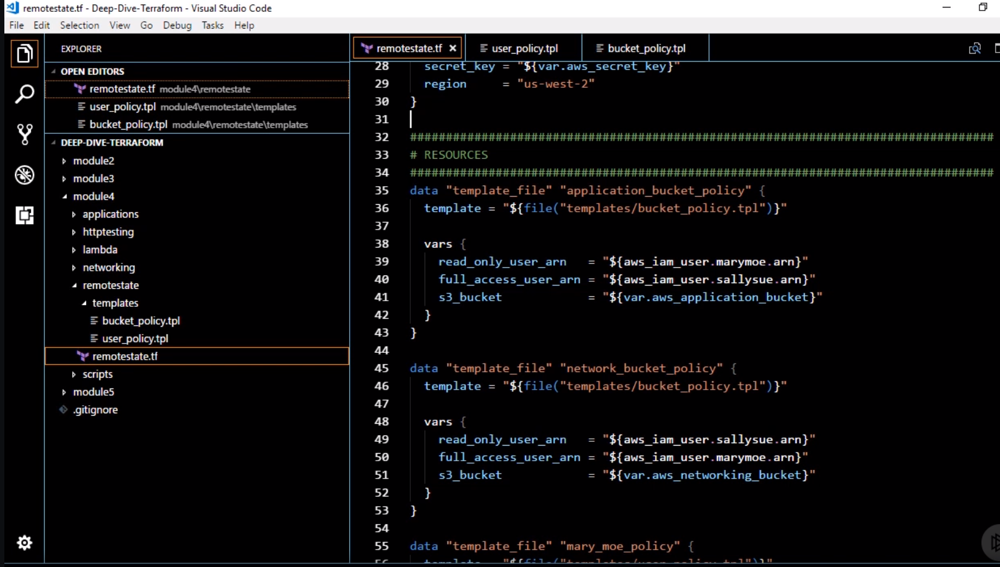 remotestate.tf - Deep-Dive-Terraform - Visual Studio Code
File Edit Selection View Go Debug Tasks Help
EXPLORER
OPEN EDITORS
remotestate.tf module4\remotestate
user_policy.tpl module4\remotestate\templates
bucket_policy.tpl module4\remotestate\templates
DEEP-DIVE-TERRAFORM
module2
module3
module4
applications
httptesting
lambda
networking
remotestate
templates
bucket_policy.tpl
user_policy.tpl
remotestate.tf
scripts
module5
.gitignore
remotestate.tf user_policy.tpl bucket_policy.tpl
28 secret_key = "${var.aws_secret_key}"
29 region = "us-west-2"
30 }
31
32 ##################################################################################
33 # RESOURCES
34 ##################################################################################
35 data "template_file" "application_bucket_policy" {
36 template = "${file("templates/bucket_policy.tpl")}"
37
38 vars {
39 read_only_user_arn = "${aws_iam_user.marymoe.arn}"
40 full_access_user_arn = "${aws_iam_user.sallysue.arn}"
41 s3_bucket = "${var.aws_application_bucket}"
42 }
43 }
44
45 data "template_file" "network_bucket_policy" {
46 template = "${file("templates/bucket_policy.tpl")}"
47
48 vars {
49 read_only_user_arn = "${aws_iam_user.sallysue.arn}"
50 full_access_user_arn = "${aws_iam_user.marymoe.arn}"
51 s3_bucket = "${var.aws_networking_bucket}"
52 }
53 }
54
55 data "template_file" "mary_moe_policy" {
56 template = "${file("templates/user_policy.tpl")}"